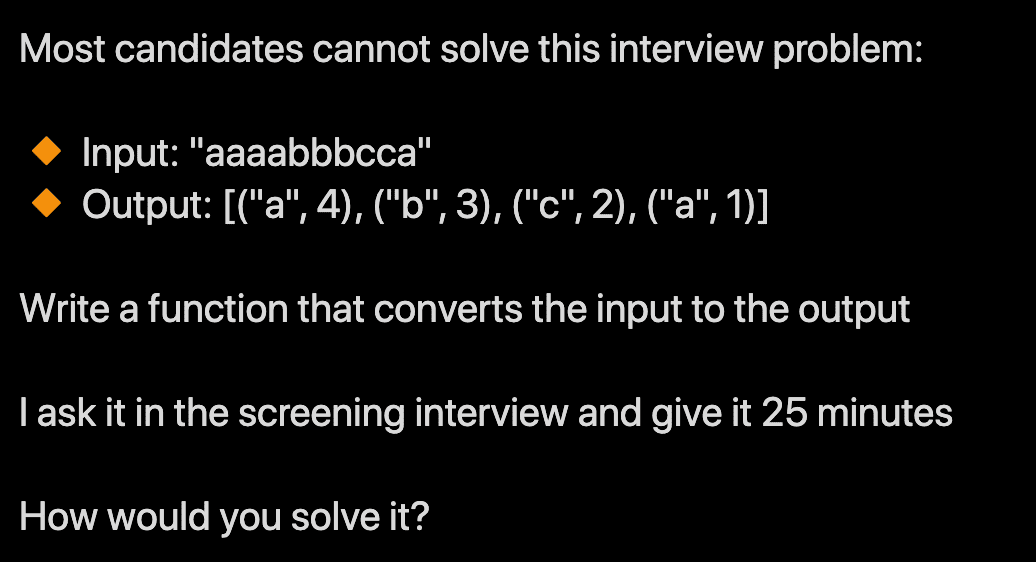 Most candidates cannot solve this interview problem:
🔸 Input: "aaaabbbcca"
🔸 Output: [("a", 4), ("b", 3), ("c", 2), ("a", 1)]
Write a function that converts the input to the output
I ask it in the screening interview and give it 25 minutes
How would you solve it?